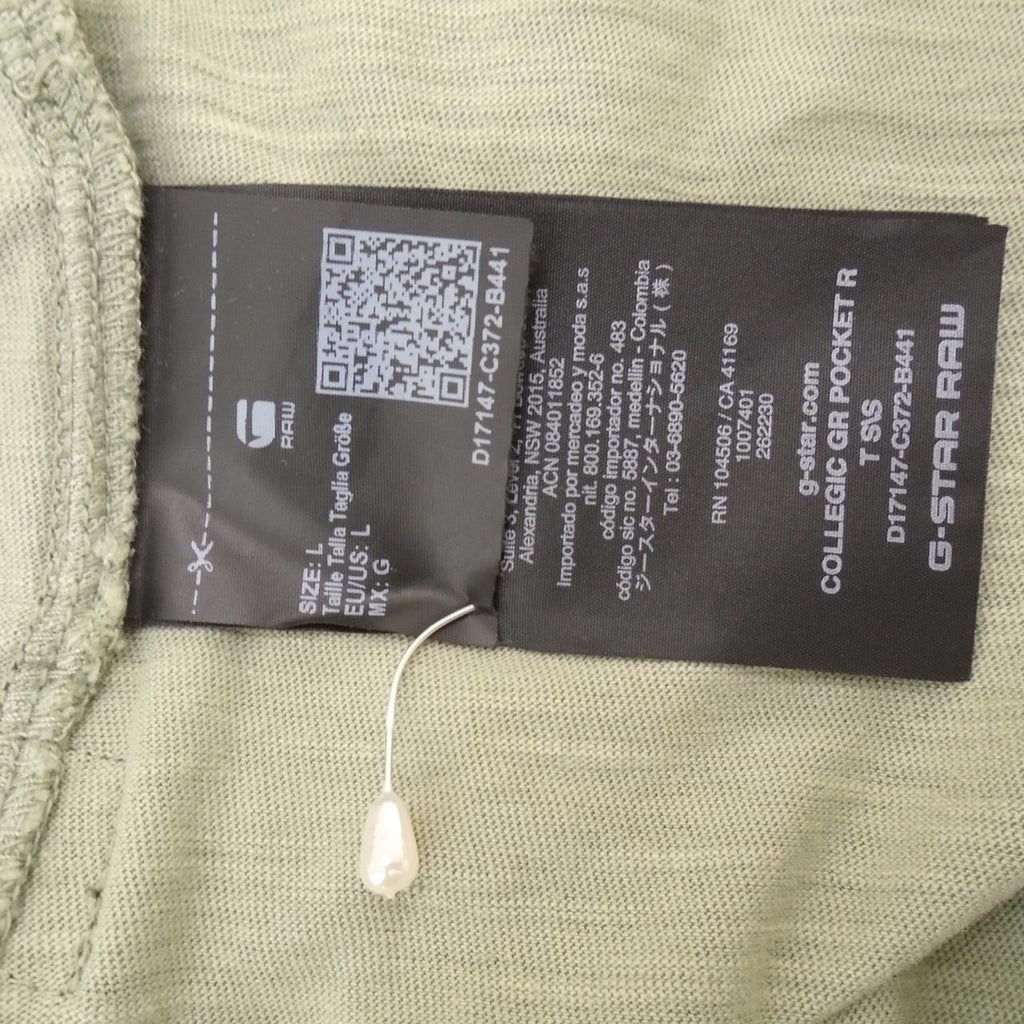 RAW
SIZE: L
Taille Talla Taglia Größe
EU/US: L
MX: G
D17147-C372-B441
Suite 3, Level 2,
Alexandria, NSW 2015, Australia
ACN 084011852
Importado por mercadeo y moda s.a.s
nit. 800.169.352-6
código importador no. 483
código sic no. 5887, medellin - Colombia
ジースターインターナショナル (株)
Tel : 03-6890-5620
RN 104506 / CA 41169
1007401
262230
g-star.com
COLLEGIC GR POCKET R
T S\S
D17147-C372-B441
G-STAR RAW